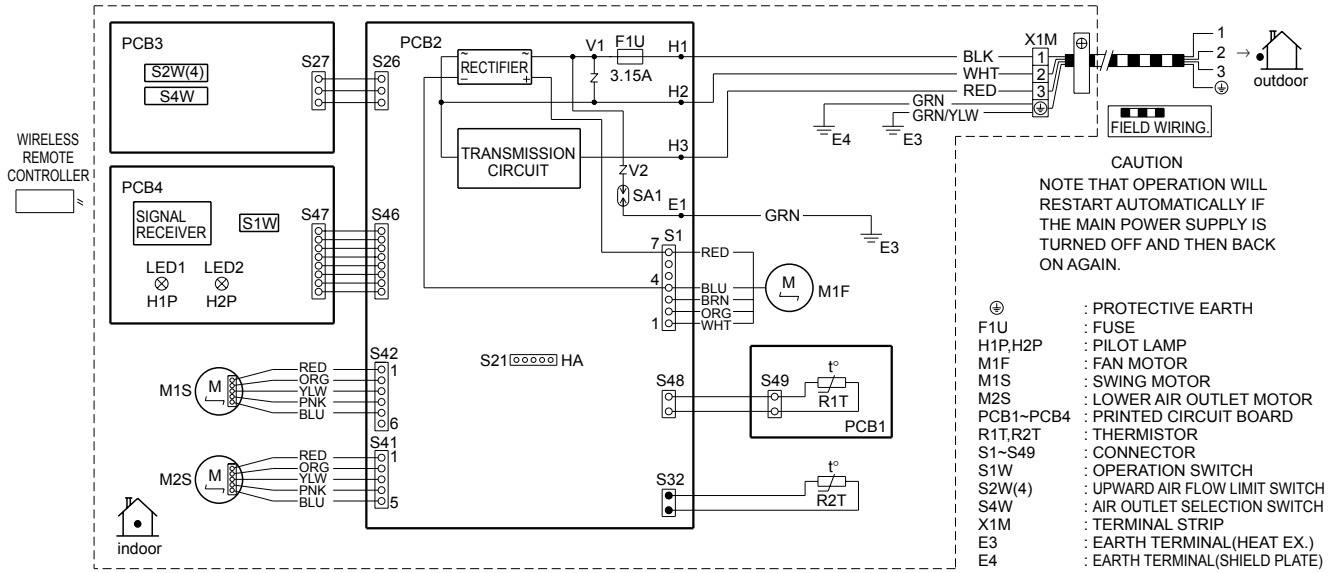 PCB3
S2W(4)
S4W
S27
S26
PCB2
RECTIFIER
~ ~
− +
V1
F1U
3.15A
Z
H1
H2
H3
TRANSMISSION
CIRCUIT
ZV2
SA1
E1
GRN
E3
BLK
WHT
RED
GRN
GRN/YLW
E4
E3
X1M
1
2
3
1
2
3
outdoor
FIELD WIRING.
WIRELESS
REMOTE
CONTROLLER
PCB4
SIGNAL
RECEIVER
S1W
LED1
LED2
H1P
H2P
S47
S46
S1
7
4
1
RED
BLU
BRN
ORG
WHT
M
M1F
CAUTION
NOTE THAT OPERATION WILL
RESTART AUTOMATICALLY IF
THE MAIN POWER SUPPLY IS
TURNED OFF AND THEN BACK
ON AGAIN.
M1S
M
RED
ORG
YLW
PNK
BLU
S42
1
6
S21
HA
S48
S49
t°
R1T
PCB1
M2S
M
RED
ORG
YLW
PNK
BLU
S41
1
5
S32
t°
R2T
indoor
⏚ : PROTECTIVE EARTH
F1U : FUSE
H1P,H2P : PILOT LAMP
M1F : FAN MOTOR
M1S : SWING MOTOR
M2S : LOWER AIR OUTLET MOTOR
PCB1~PCB4 : PRINTED CIRCUIT BOARD
R1T,R2T : THERMISTOR
S1~S49 : CONNECTOR
S1W : OPERATION SWITCH
S2W(4) : UPWARD AIR FLOW LIMIT SWITCH
S4W : AIR OUTLET SELECTION SWITCH
X1M : TERMINAL STRIP
E3 : EARTH TERMINAL(HEAT EX.)
E4 : EARTH TERMINAL(SHIELD PLATE)